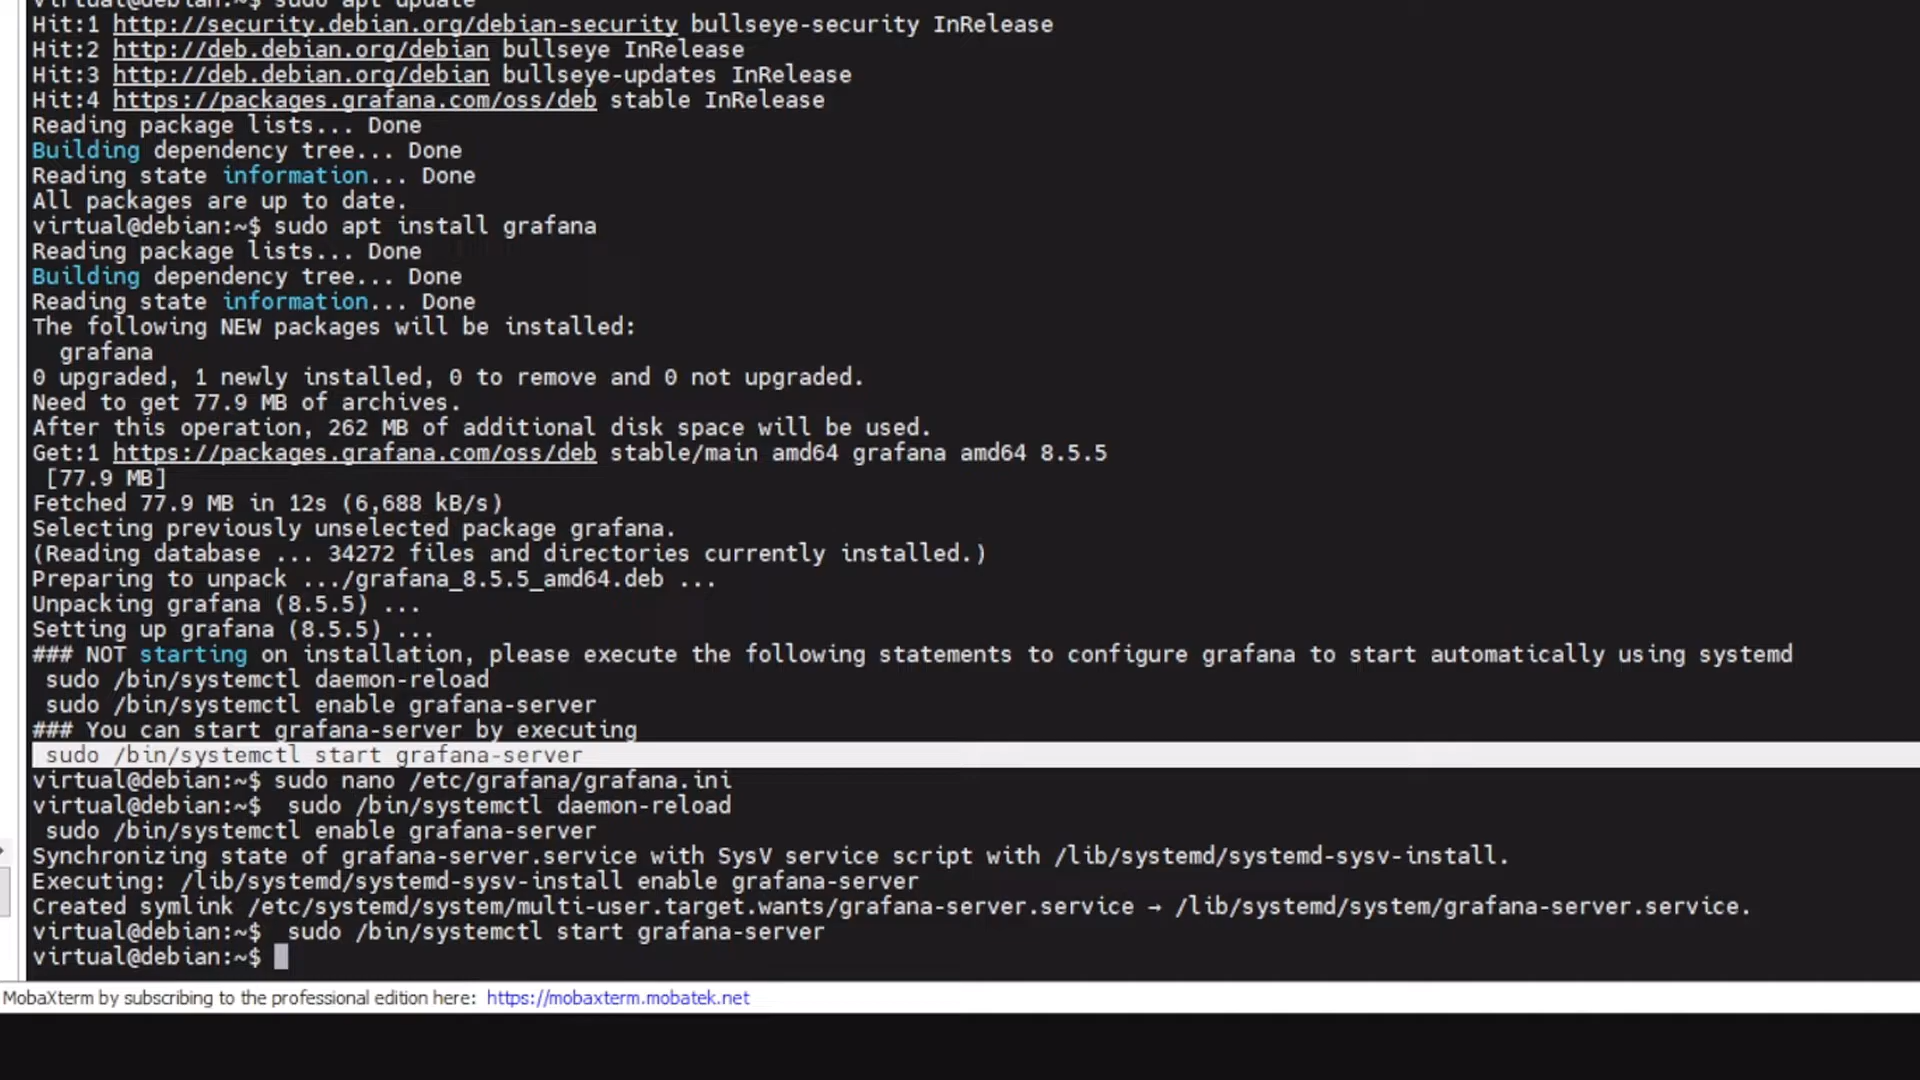 virtual@debian:~$ sudo apt update
Hit:1 http://security.debian.org/debian-security bullseye-security InRelease
Hit:2 http://deb.debian.org/debian bullseye InRelease
Hit:3 http://deb.debian.org/debian bullseye-updates InRelease
Hit:4 https://packages.grafana.com/oss/deb stable InRelease
Reading package lists... Done
Building dependency tree... Done
Reading state information... Done
All packages are up to date.
virtual@debian:~$ sudo apt install grafana
Reading package lists... Done
Building dependency tree... Done
Reading state information... Done
The following NEW packages will be installed:
  grafana
0 upgraded, 1 newly installed, 0 to remove and 0 not upgraded.
Need to get 77.9 MB of archives.
After this operation, 262 MB of additional disk space will be used.
Get:1 https://packages.grafana.com/oss/deb stable/main amd64 grafana amd64 8.5.5
 [77.9 MB]
Fetched 77.9 MB in 12s (6,688 kB/s)
Selecting previously unselected package grafana.
(Reading database ... 34272 files and directories currently installed.)
Preparing to unpack .../grafana_8.5.5_amd64.deb ...
Unpacking grafana (8.5.5) ...
Setting up grafana (8.5.5) ...
### NOT starting on installation, please execute the following statements to configure grafana to start automatically using systemd
 sudo /bin/systemctl daemon-reload
 sudo /bin/systemctl enable grafana-server
### You can start grafana-server by executing
 sudo /bin/systemctl start grafana-server
virtual@debian:~$ sudo nano /etc/grafana/grafana.ini
virtual@debian:~$  sudo /bin/systemctl daemon-reload
 sudo /bin/systemctl enable grafana-server
Synchronizing state of grafana-server.service with SysV service script with /lib/systemd/systemd-sysv-install.
Executing: /lib/systemd/systemd-sysv-install enable grafana-server
Created symlink /etc/systemd/system/multi-user.target.wants/grafana-server.service → /lib/systemd/system/grafana-server.service.
virtual@debian:~$  sudo /bin/systemctl start grafana-server
virtual@debian:~$
MobaXterm by subscribing to the professional edition here: https://mobaxterm.mobatek.net